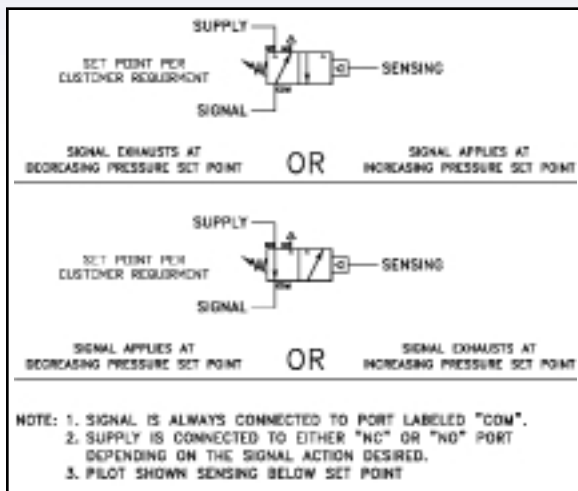 SUPPLY
SET POINT PER
CUSTOMER REQUIRMENT
SENSING
SIGNAL
SIGNAL EXHAUSTS AT
DECREASING PRESSURE SET POINT
OR
SIGNAL APPLIES AT
INCREASING PRESSURE SET POINT
SUPPLY
SET POINT PER
CUSTOMER REQUIRMENT
SENSING
SIGNAL
SIGNAL APPLIES AT
DECREASING PRESSURE SET POINT
OR
SIGNAL EXHAUSTS AT
INCREASING PRESSURE SET POINT
NOTE: 1. SIGNAL IS ALWAYS CONNECTED TO PORT LABELED "COM".
2. SUPPLY IS CONNECTED TO EITHER "NC" OR "NO" PORT
DEPENDING ON THE SIGNAL ACTION DESIRED.
3. PILOT SHOWN SENSING BELOW SET POINT